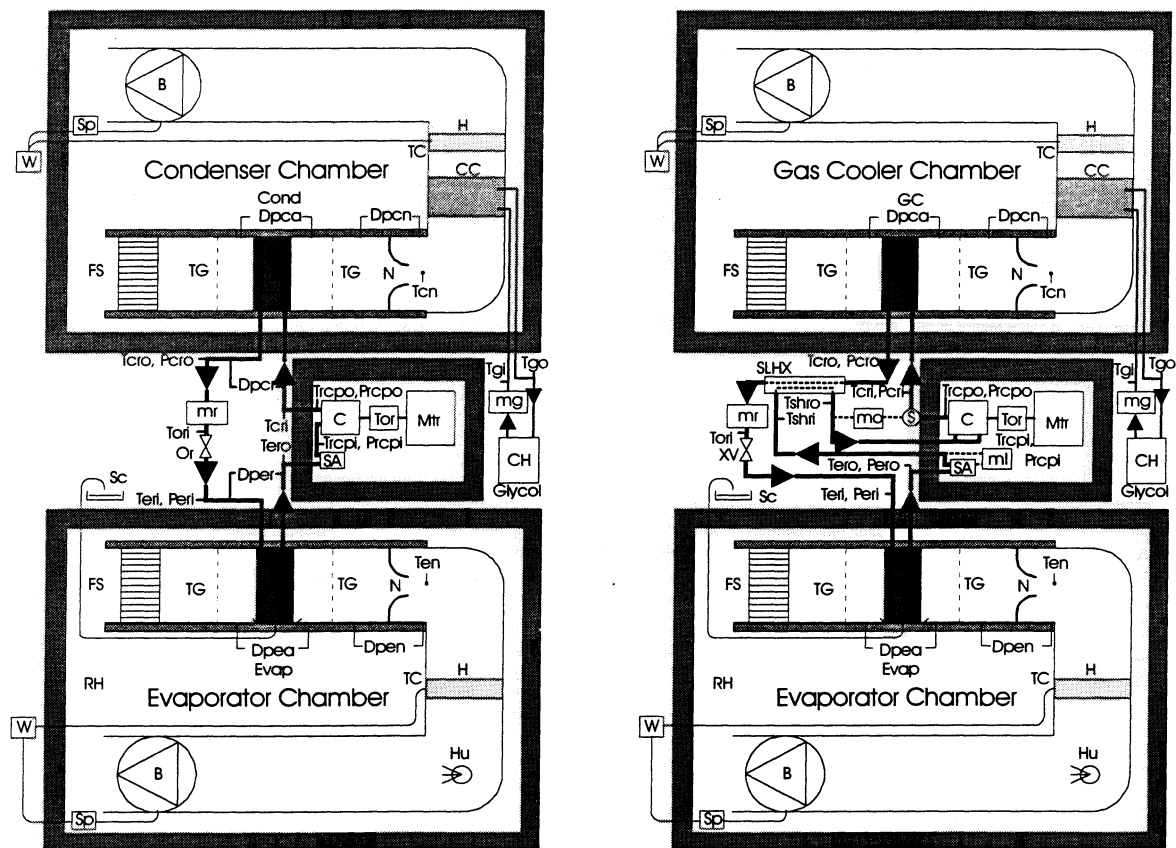 B
Sp
H
W
TC
Condenser Chamber
CC
Cond
Dpca
Dpcn
FS
TG
TG
N
Tcn
Tcro, Pcro
Dpcr
Tgi
Tgo
Trcpo, Prcpo
mr
Tcri
C
Tor
Mtr
mg
Tori
Tero
Trcpi, Prcpi
Or
SA
CH
Sc
Dper
Glycol
Teri, Peri
FS
TG
TG
N
Ten
Dpea
Dpen
Evap
RH
TC
H
Evaporator Chamber
W
B
Hu
Sp
B
Sp
H
W
TC
Gas Cooler Chamber
CC
GC
Dpca
Dpcn
FS
TG
TG
N
Tcn
Tcro, Pcro
Tgi
Tgo
SLHX
Tcri, Pcri
Trcpo, Prcpo
mr
Tshro
Tshri
mo
S
C
Tor
Mtr
mg
Tori
Trcpi,
XV
Tero, Pero
SA
ml
Prcpi
CH
Sc
Teri, Peri
Glycol
FS
TG
TG
N
Ten
Dpea
Dpen
Evap
RH
TC
H
Evaporator Chamber
W
B
Hu
Sp